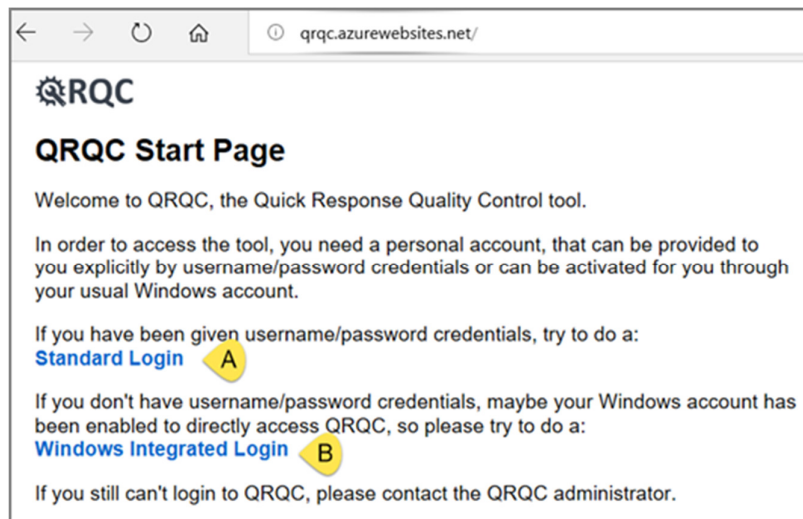 qrqc.azurewebsites.net/
QRQC
QRQC Start Page
Welcome to QRQC, the Quick Response Quality Control tool.
In order to access the tool, you need a personal account, that can be provided to
you explicitly by username/password credentials or can be activated for you through
your usual Windows account.
If you have been given username/password credentials, try to do a:
Standard Login A
If you don't have username/password credentials, maybe your Windows account has
been enabled to directly access QRQC, so please try to do a:
Windows Integrated Login B
If you still can't login to QRQC, please contact the QRQC administrator.